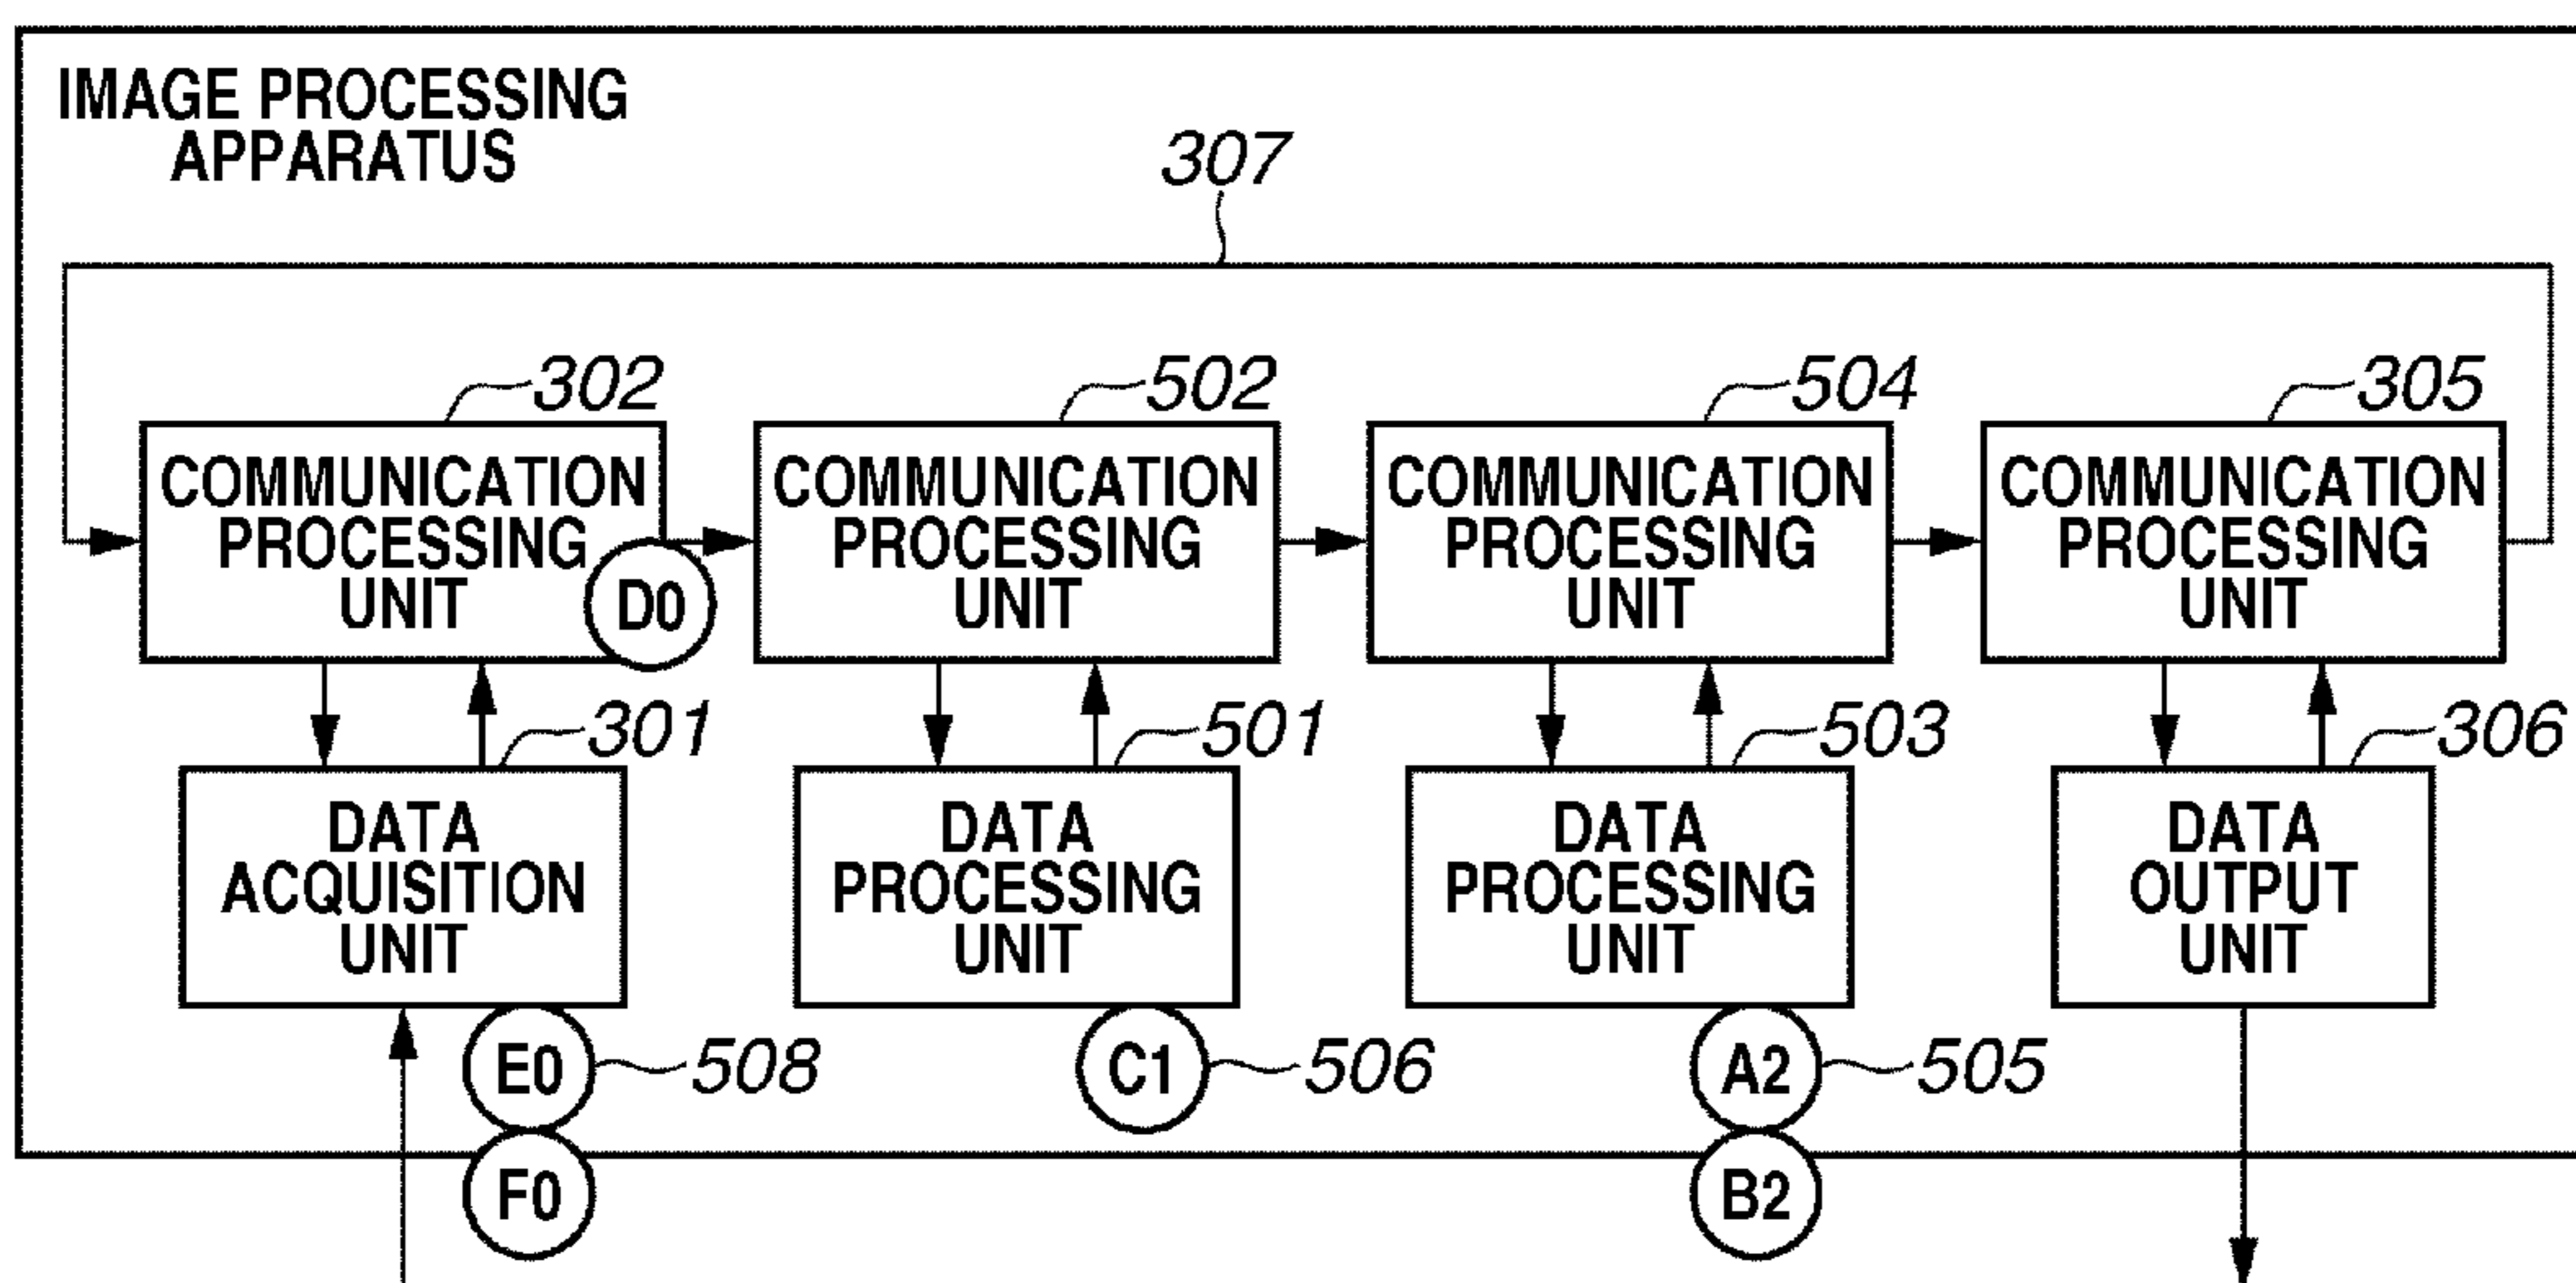 IMAGE PROCESSING
APPARATUS
307
302
502
504
305
COMMUNICATION
PROCESSING
UNIT
D0
COMMUNICATION
PROCESSING
UNIT
COMMUNICATION
PROCESSING
UNIT
COMMUNICATION
PROCESSING
UNIT
301
501
503
306
DATA
ACQUISITION
UNIT
DATA
PROCESSING
UNIT
DATA
PROCESSING
UNIT
DATA
OUTPUT
UNIT
E0
508
C1
506
A2
505
F0
B2